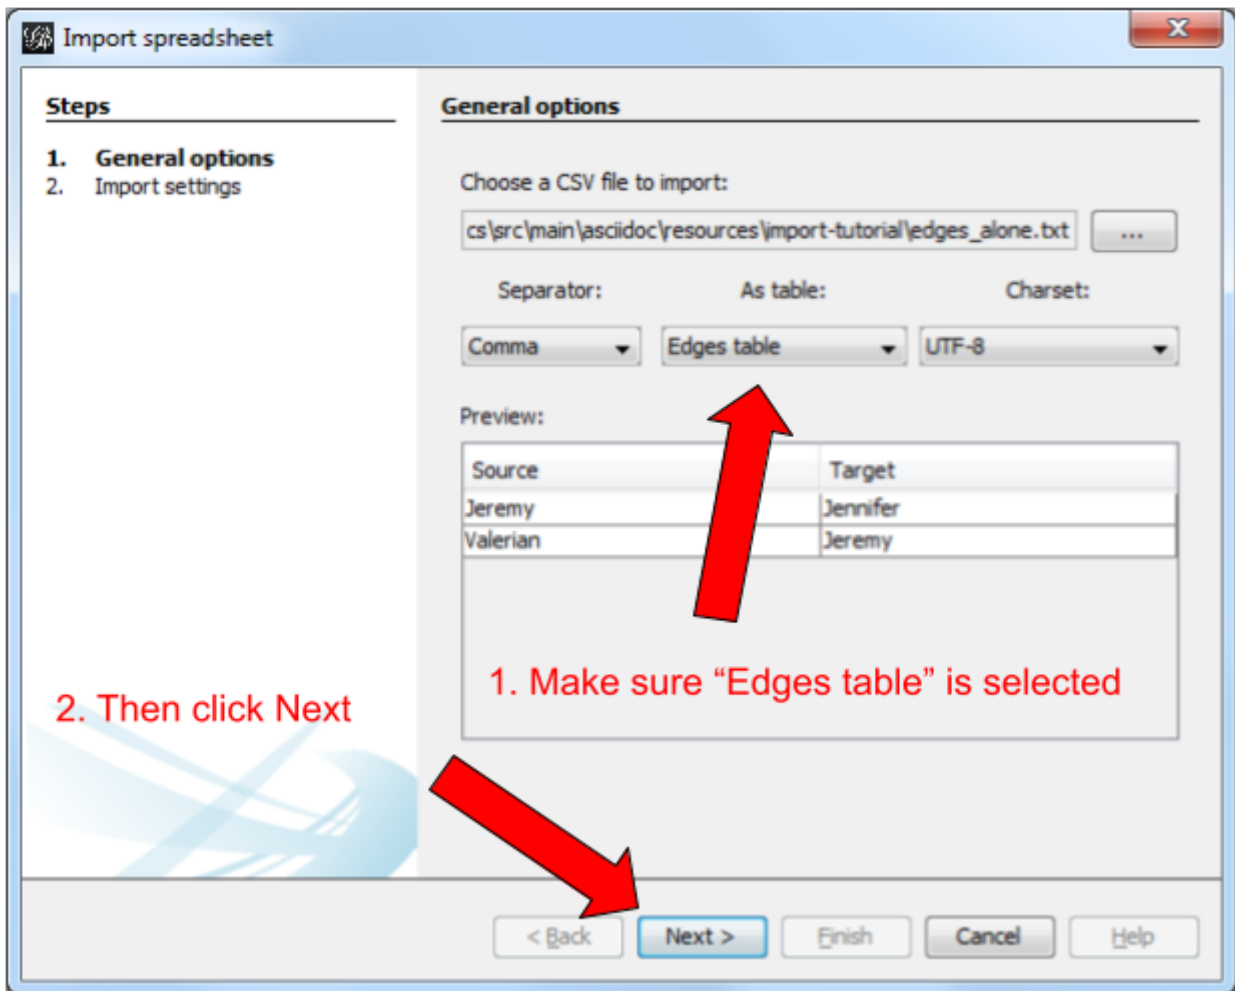 Import spreadsheet
Steps
1. General options
2. Import settings
General options
Choose a CSV file to import:
cs\src\main\asciidoc\resources\import-tutorial\edges_alone.txt ...
Separator: As table: Charset:
Comma Edges table UTF-8
Preview:
Source Target
Jeremy Jennifer
Valerian Jeremy
1. Make sure “Edges table” is selected
2. Then click Next
< Back Next > Finish Cancel Help